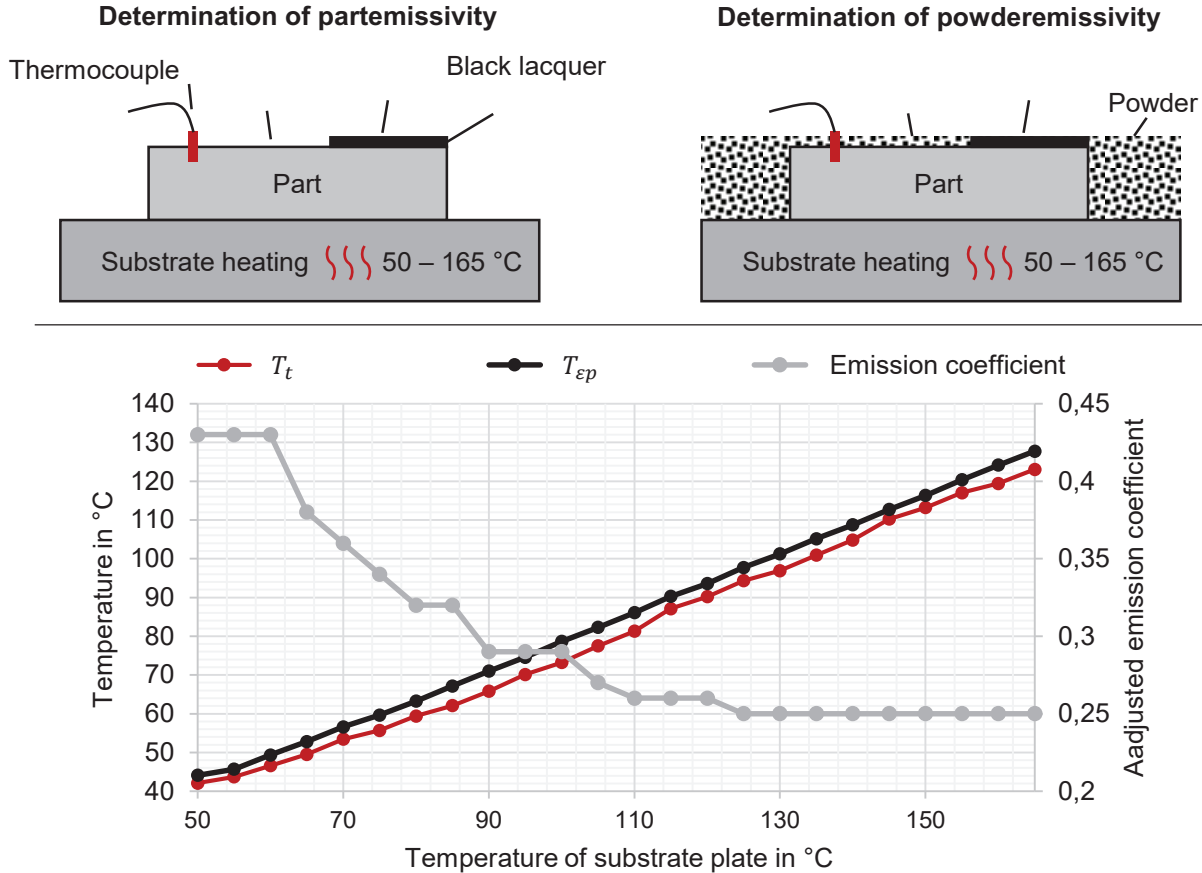 Determination of partemissivity
Determination of powderemissivity
Thermocouple
Black lacquer
Powder
Part
Part
Substrate heating 50 – 165 °C
Substrate heating 50 – 165 °C
T_t
T_εp
Emission coefficient
140
130
120
110
100
90
80
70
60
50
40
0,45
0,4
0,35
0,3
0,25
0,2
50
70
90
110
130
150
Temperature in °C
Aadjusted emission coefficient
Temperature of substrate plate in °C